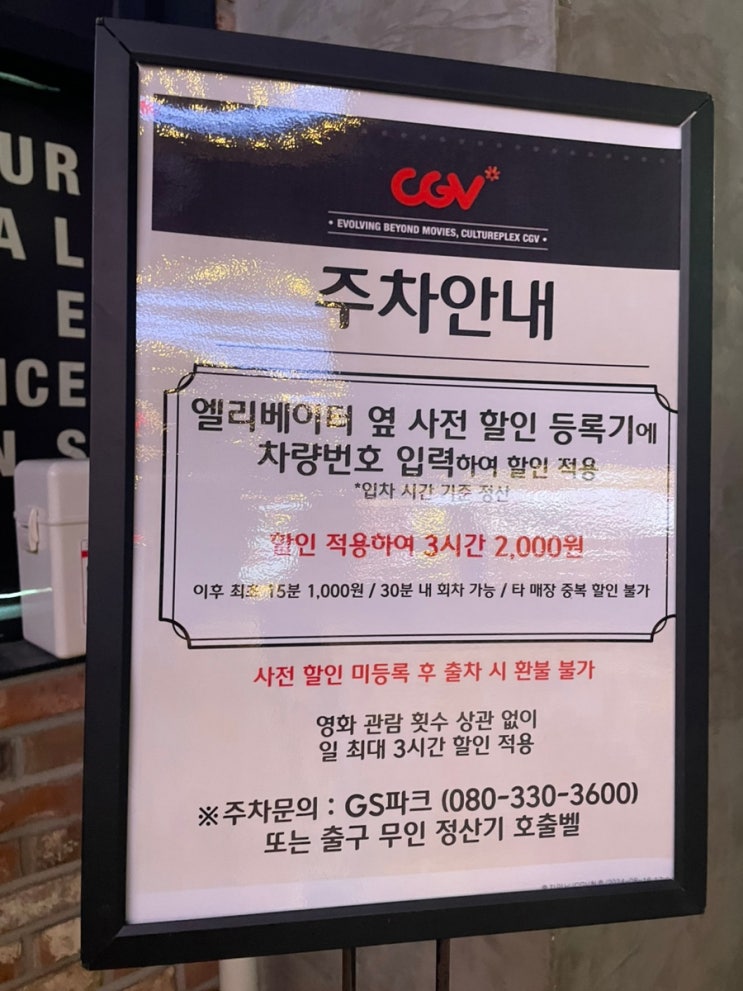 UR
AL
E
ICE
N S
CGV*
• EVOLVING BEYOND MOVIES, CULTUREPLEX CGV •
주차안내
엘리베이터 옆 사전 할인 등록기에
차량번호 입력하여 할인 적용
*입차 시간 기준 정산
할인 적용하여 3시간 2,000원
이후 최초 15분 1,000원 / 30분 내 회차 가능 / 타 매장 중복 할인 불가
사전 할인 미등록 후 출차 시 환불 불가
영화 관람 횟수 상관 없이
일 최대 3시간 할인 적용
※주차문의 : GS파크 (080-330-3600)
또는 출구 무인 정산기 호출벨